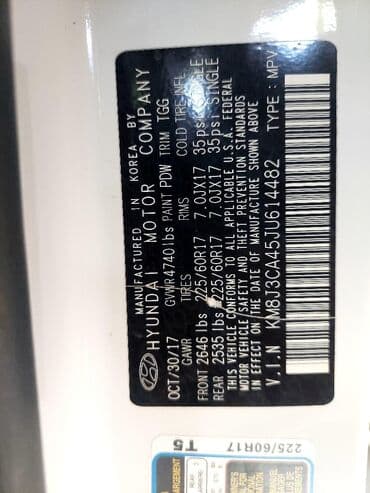 MANUFACTURED IN KOREA BY
HYUNDAI MOTOR COMPANY
OCT/30/17 GVWR 4740lbs PAINT PDW TRIM TGG
GAWR TIRES RIMS COLD TIRE INFL.
FRONT 2646 lbs 225/60R17 7.0JX17 35psi SINGLE
REAR 2535 lbs 225/60R17 7.0JX17 35psi SINGLE
THIS VEHICLE CONFORMS TO ALL APPLICABLE U.S.A. FEDERAL
MOTOR VEHICLE SAFETY AND THEFT PREVENTION STANDARDS
IN EFFECT ON THE DATE OF MANUFACTURE SHOWN ABOVE
V.I.N KM8J3CA45JU614482 TYPE : MPV
225/60R17
T5